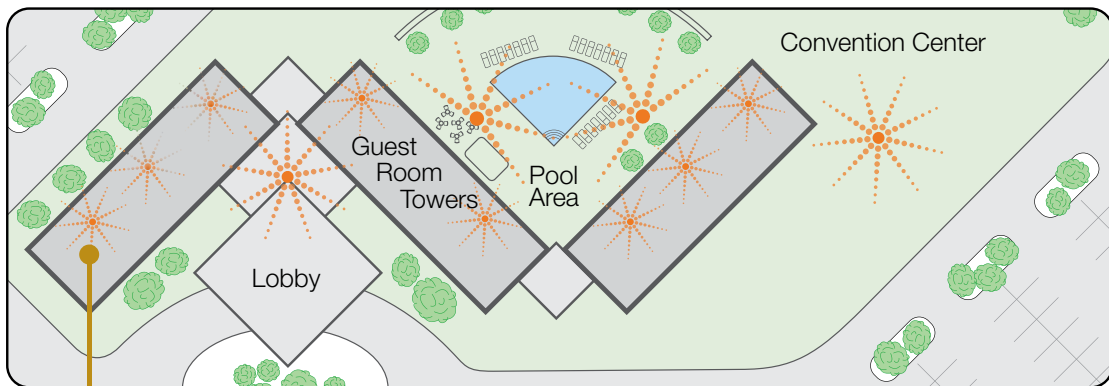 Convention Center
Guest
Room
Towers
Pool
Area
Lobby